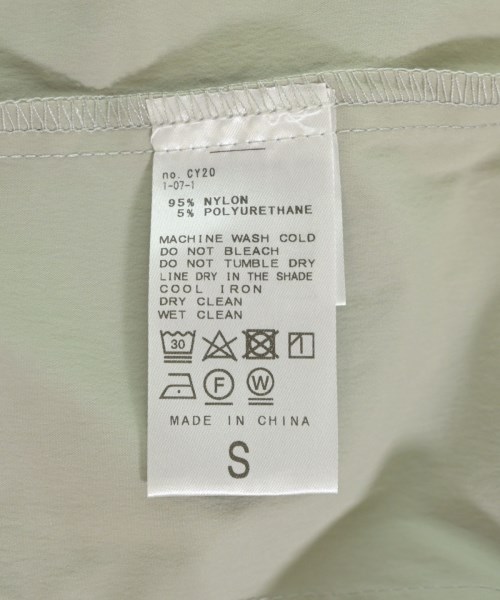 no. CY20
1-07-1
95% NYLON
5% POLYURETHANE
MACHINE WASH COLD
DO NOT BLEACH
DO NOT TUMBLE DRY
LINE DRY IN THE SHADE
COOL IRON
DRY CLEAN
WET CLEAN
30
F W
MADE IN CHINA
S